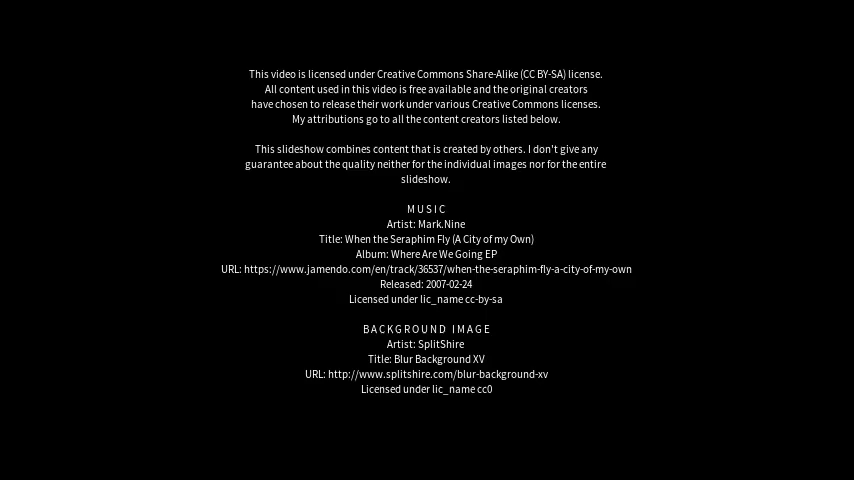 This video is licensed under Creative Commons Share-Alike (CC BY-SA) license.
All content used in this video is free available and the original creators
have chosen to release their work under various Creative Commons licenses.
My attributions go to all the content creators listed below.
This slideshow combines content that is created by others. I don't give any
guarantee about the quality neither for the individual images nor for the entire
slideshow.
MUSIC
Artist: Mark.Nine
Title: When the Seraphim Fly (A City of my Own)
Album: Where Are We Going EP
URL: https://www.jamendo.com/en/track/36537/when-the-seraphim-fly-a-city-of-my-own
Released: 2007-02-24
Licensed under lic_name cc-by-sa
BACKGROUND IMAGE
Artist: SplitShire
Title: Blur Background XV
URL: http://www.splitshire.com/blur-background-xv
Licensed under lic_name cc0